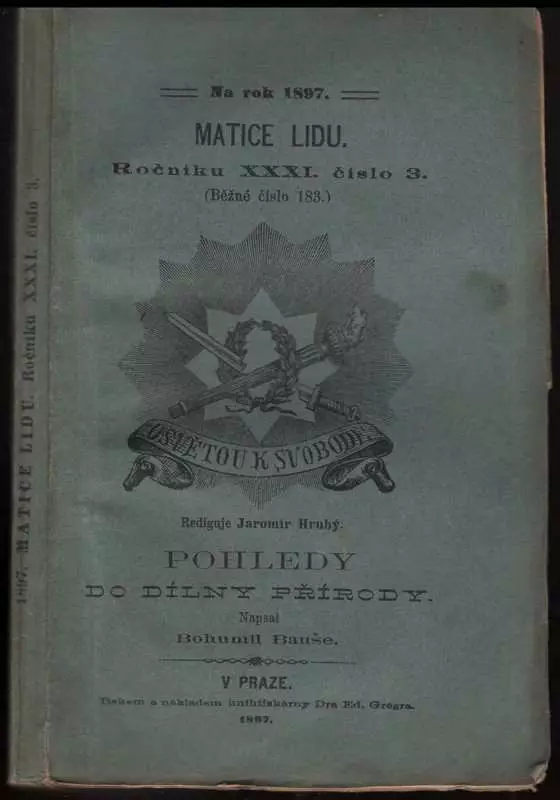 Na rok 1897.
MATICE LIDU.
Ročníku XXXI. číslo 3.
(Běžné číslo 183.)
OSVĚTOU K SVOBODĚ.
Rediguje Jaromír Hrubý.
POHLEDY
DO DÍLNY PŘÍRODY.
Napsal
Bohumil Bauše.
V PRAZE.
Tiskem a nákladem knihtiskárny Dra Ed. Grégra.
1897.
1897. MATICE LIDU. Ročníku XXXI. číslo 3.